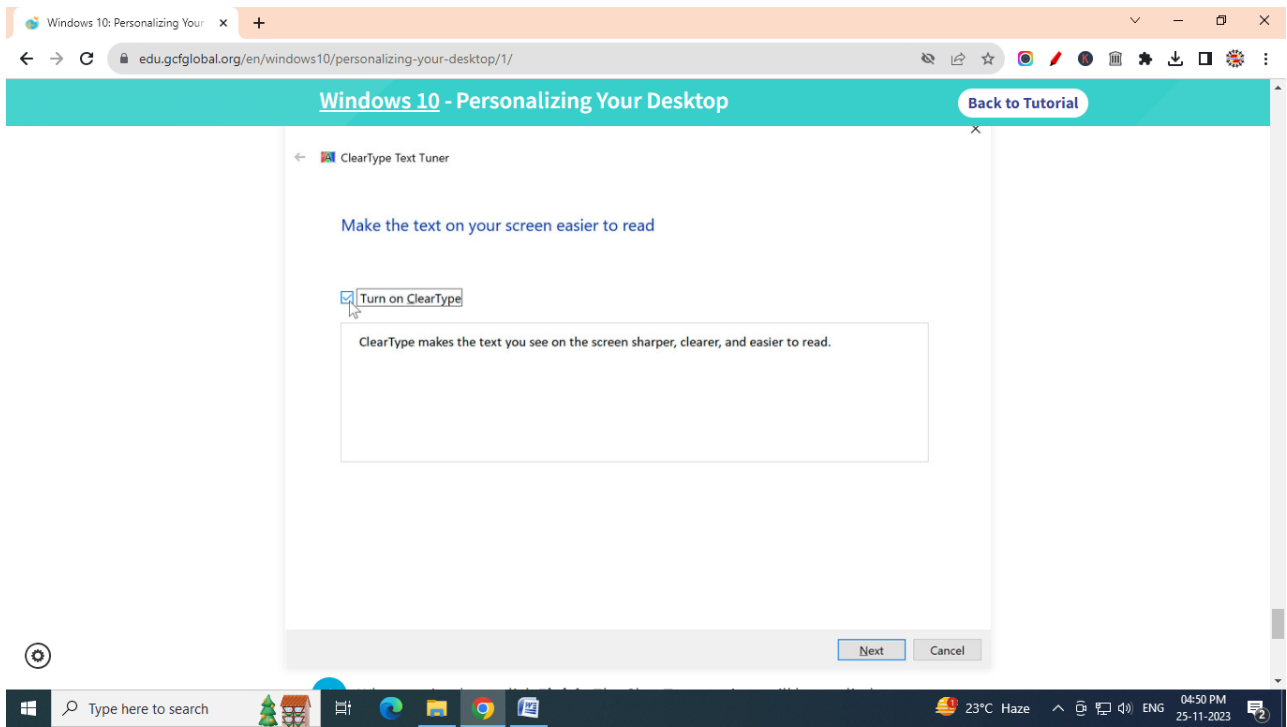 Windows 10: Personalizing Your
edu.gcfglobal.org/en/windows10/personalizing-your-desktop/1/
Windows 10 - Personalizing Your Desktop
Back to Tutorial
ClearType Text Tuner
Make the text on your screen easier to read
Turn on ClearType
ClearType makes the text you see on the screen sharper, clearer, and easier to read.
Next Cancel
Type here to search
23°C Haze
ENG
04:50 PM
25-11-2023
2